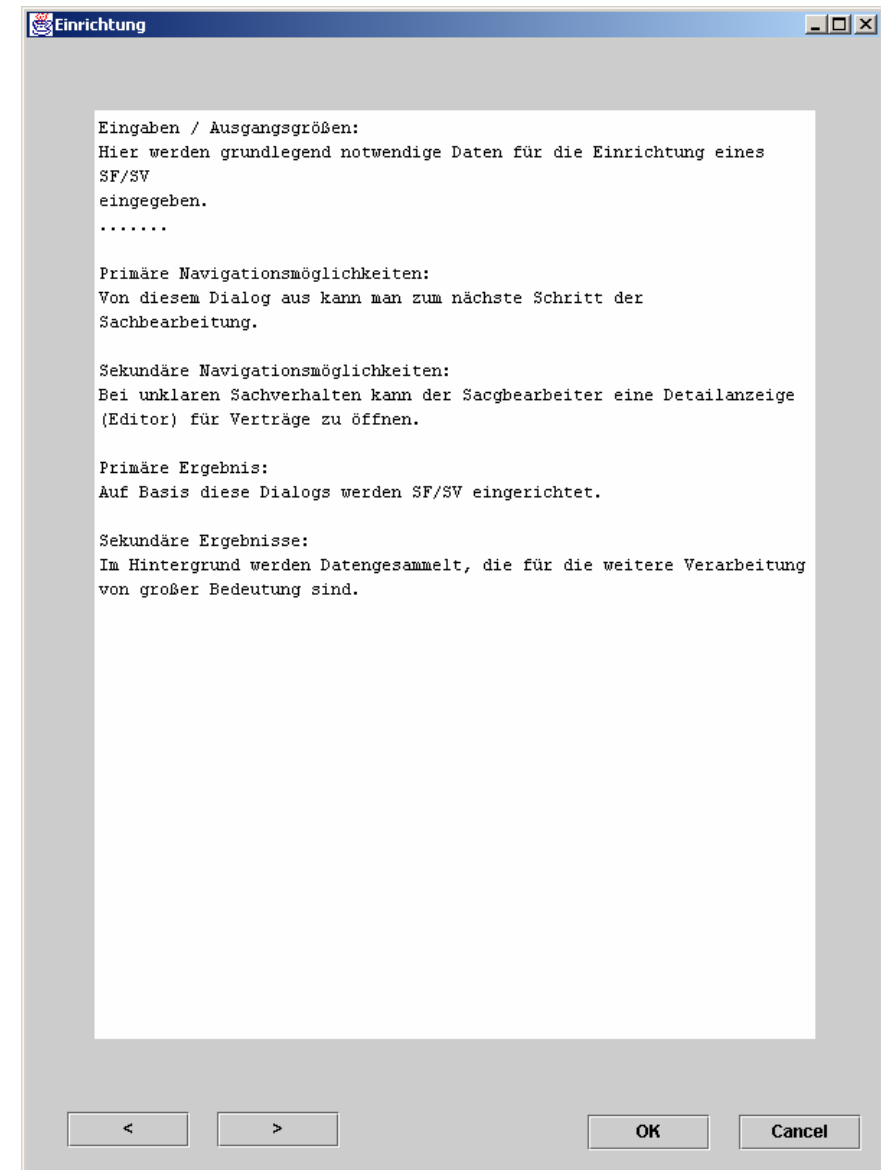 Einrichtung
Eingaben / Ausgangsgrößen:
Hier werden grundlegend notwendige Daten für die Einrichtung eines
SF/SV
eingegeben.
.......
Primäre Navigationsmöglichkeiten:
Von diesem Dialog aus kann man zum nächste Schritt der
Sachbearbeitung.
Sekundäre Navigationsmöglichkeiten:
Bei unklaren Sachverhalten kann der Sacgbearbeiter eine Detailanzeige
(Editor) für Verträge zu öffnen.
Primäre Ergebnis:
Auf Basis diese Dialogs werden SF/SV eingerichtet.
Sekundäre Ergebnisse:
Im Hintergrund werden Datengesammelt, die für die weitere Verarbeitung
von großer Bedeutung sind.
< > OK Cancel